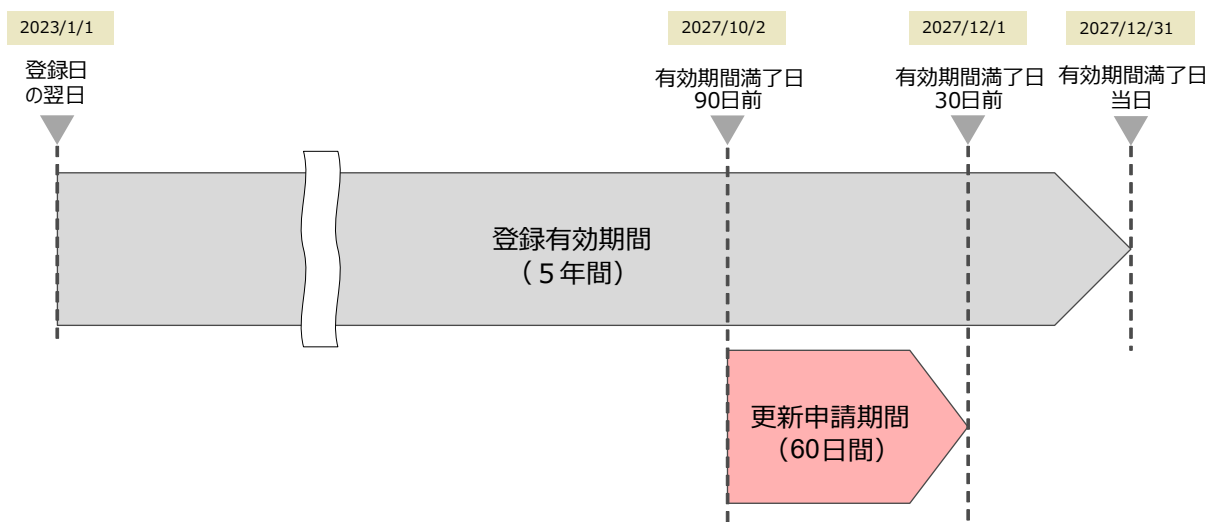 2023/1/1
登録日
の翌日
2027/10/2
有効期間満了日
90日前
2027/12/1
有効期間満了日
30日前
2027/12/31
有効期間満了日
当日
登録有効期間
（５年間）
更新申請期間
（60日間）